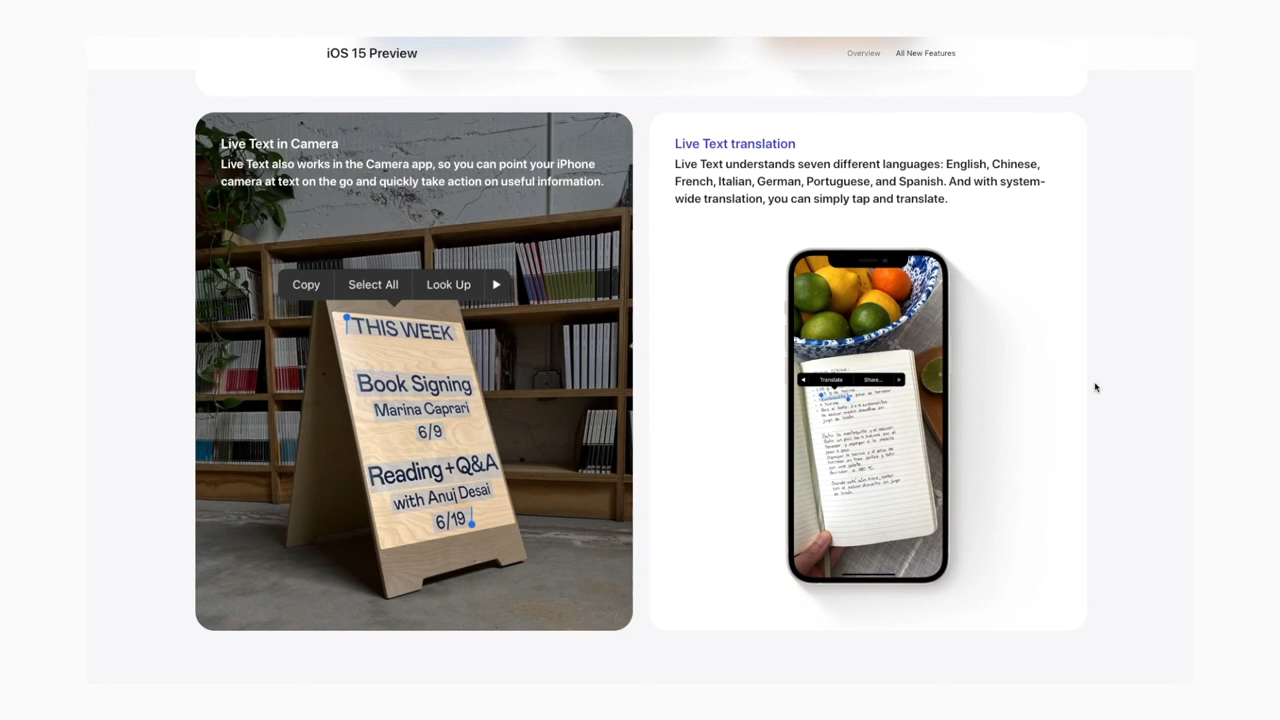 iOS 15 Preview
Overview
All New Features
Live Text in Camera
Live Text also works in the Camera app, so you can point your iPhone
camera at text on the go and quickly take action on useful information.
Copy
Select All
Look Up
THIS WEEK
Book Signing
Marina Caprari
6/9
Reading+Q&A
with Anuj Desai
6/19
Live Text translation
Live Text understands seven different languages: English, Chinese,
French, Italian, German, Portuguese, and Spanish. And with system-
wide translation, you can simply tap and translate.
Translate
Share...